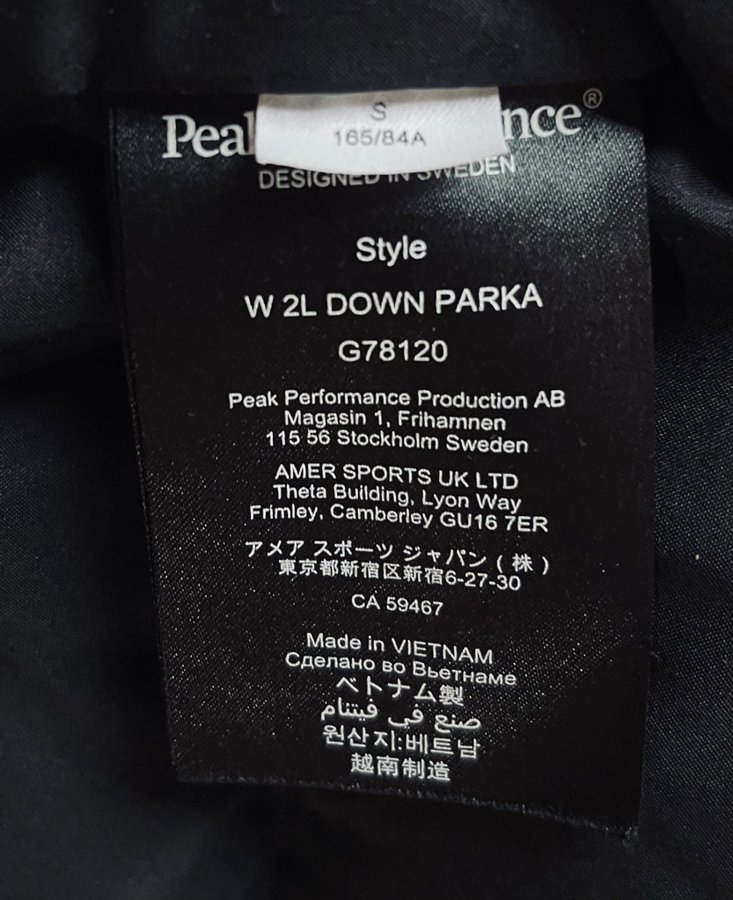 S
165/84A
Peak nce®
DESIGNED IN SWEDEN
Style
W 2L DOWN PARKA
G78120
Peak Performance Production AB
Magasin 1, Frihamnen
115 56 Stockholm Sweden
AMER SPORTS UK LTD
Theta Building, Lyon Way
Frimley, Camberley GU16 7ER
アメア スポーツ ジャパン ( 株 )
東京都新宿区新宿6-27-30
CA 59467
Made in VIETNAM
Сделано во Вьетнаме
ベトナム製
صنع في فيتنام
원산지:베트남
越南制造